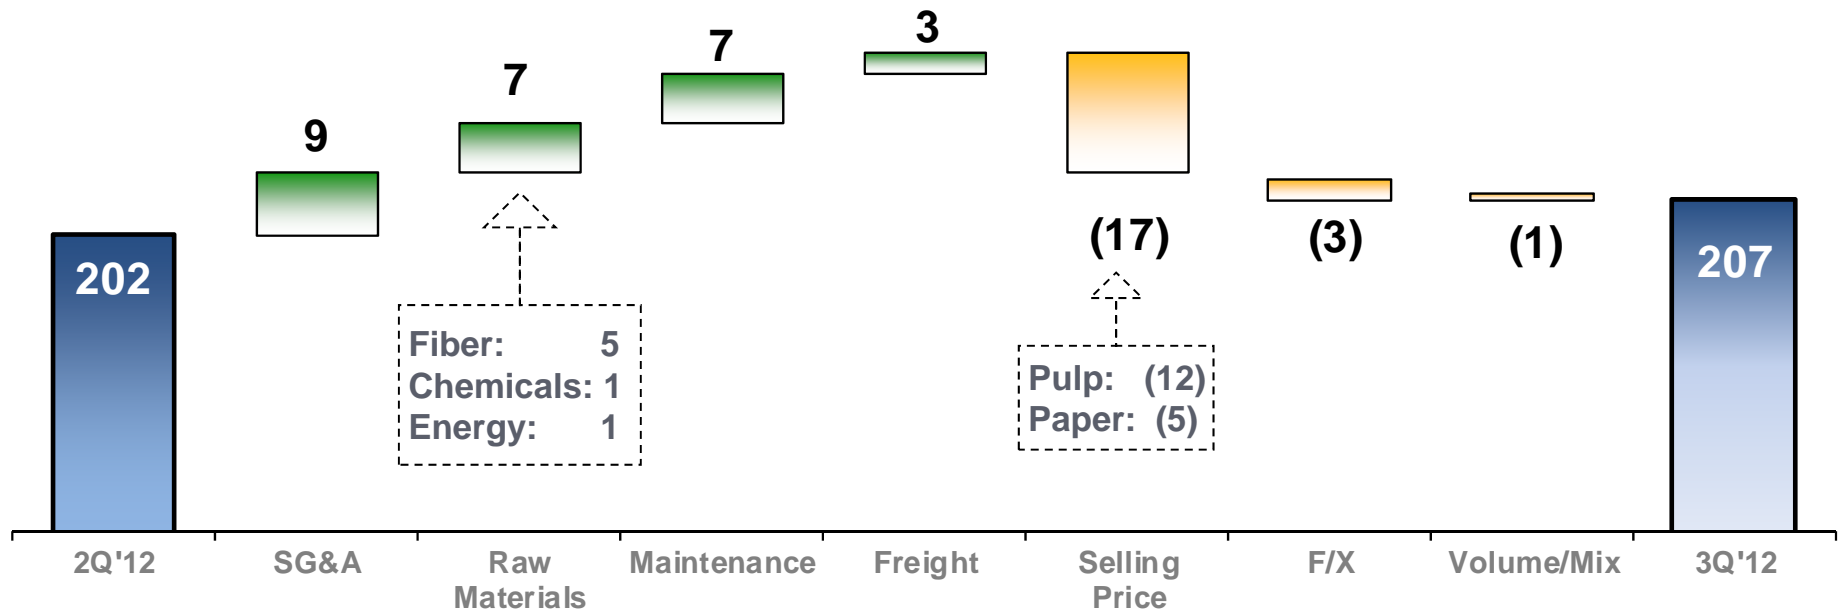 3
7
7
9
(17)
(3)
(1)
202
207
Fiber: 5
Chemicals: 1
Energy: 1
Pulp: (12)
Paper: (5)
2Q'12
SG&A
Raw
Materials
Maintenance
Freight
Selling
Price
F/X
Volume/Mix
3Q'12